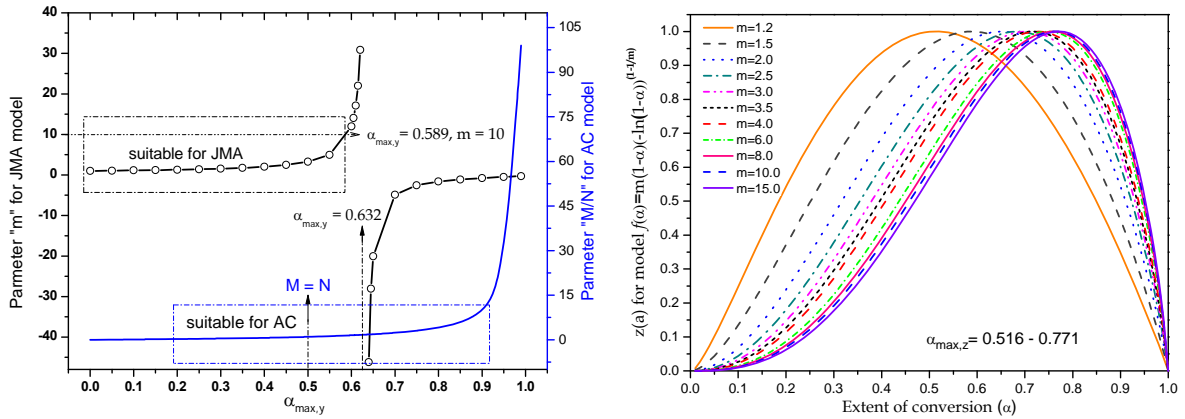 Parmeter "m" for JMA model
40
30
20
10
0
-10
-20
-30
-40
0.0 0.1 0.2 0.3 0.4 0.5 0.6 0.7 0.8 0.9 1.0
α_max,y
105
90
75
60
45
30
15
0
Parmeter "M/N" for AC model
suitable for JMA
α_max,y = 0.589, m = 10
α_max,y = 0.632
M = N
suitable for AC
z(a) for model f(α)=m(1-α)(-ln(1-α))^(1-1/m)
1.0
0.9
0.8
0.7
0.6
0.5
0.4
0.3
0.2
0.1
0.0
m=1.2
m=1.5
m=2.0
m=2.5
m=3.0
m=3.5
m=4.0
m=6.0
m=8.0
m=10.0
m=15.0
α_max,z= 0.516 - 0.771
0.0 0.1 0.2 0.3 0.4 0.5 0.6 0.7 0.8 0.9 1.0
Extent of conversion (α)